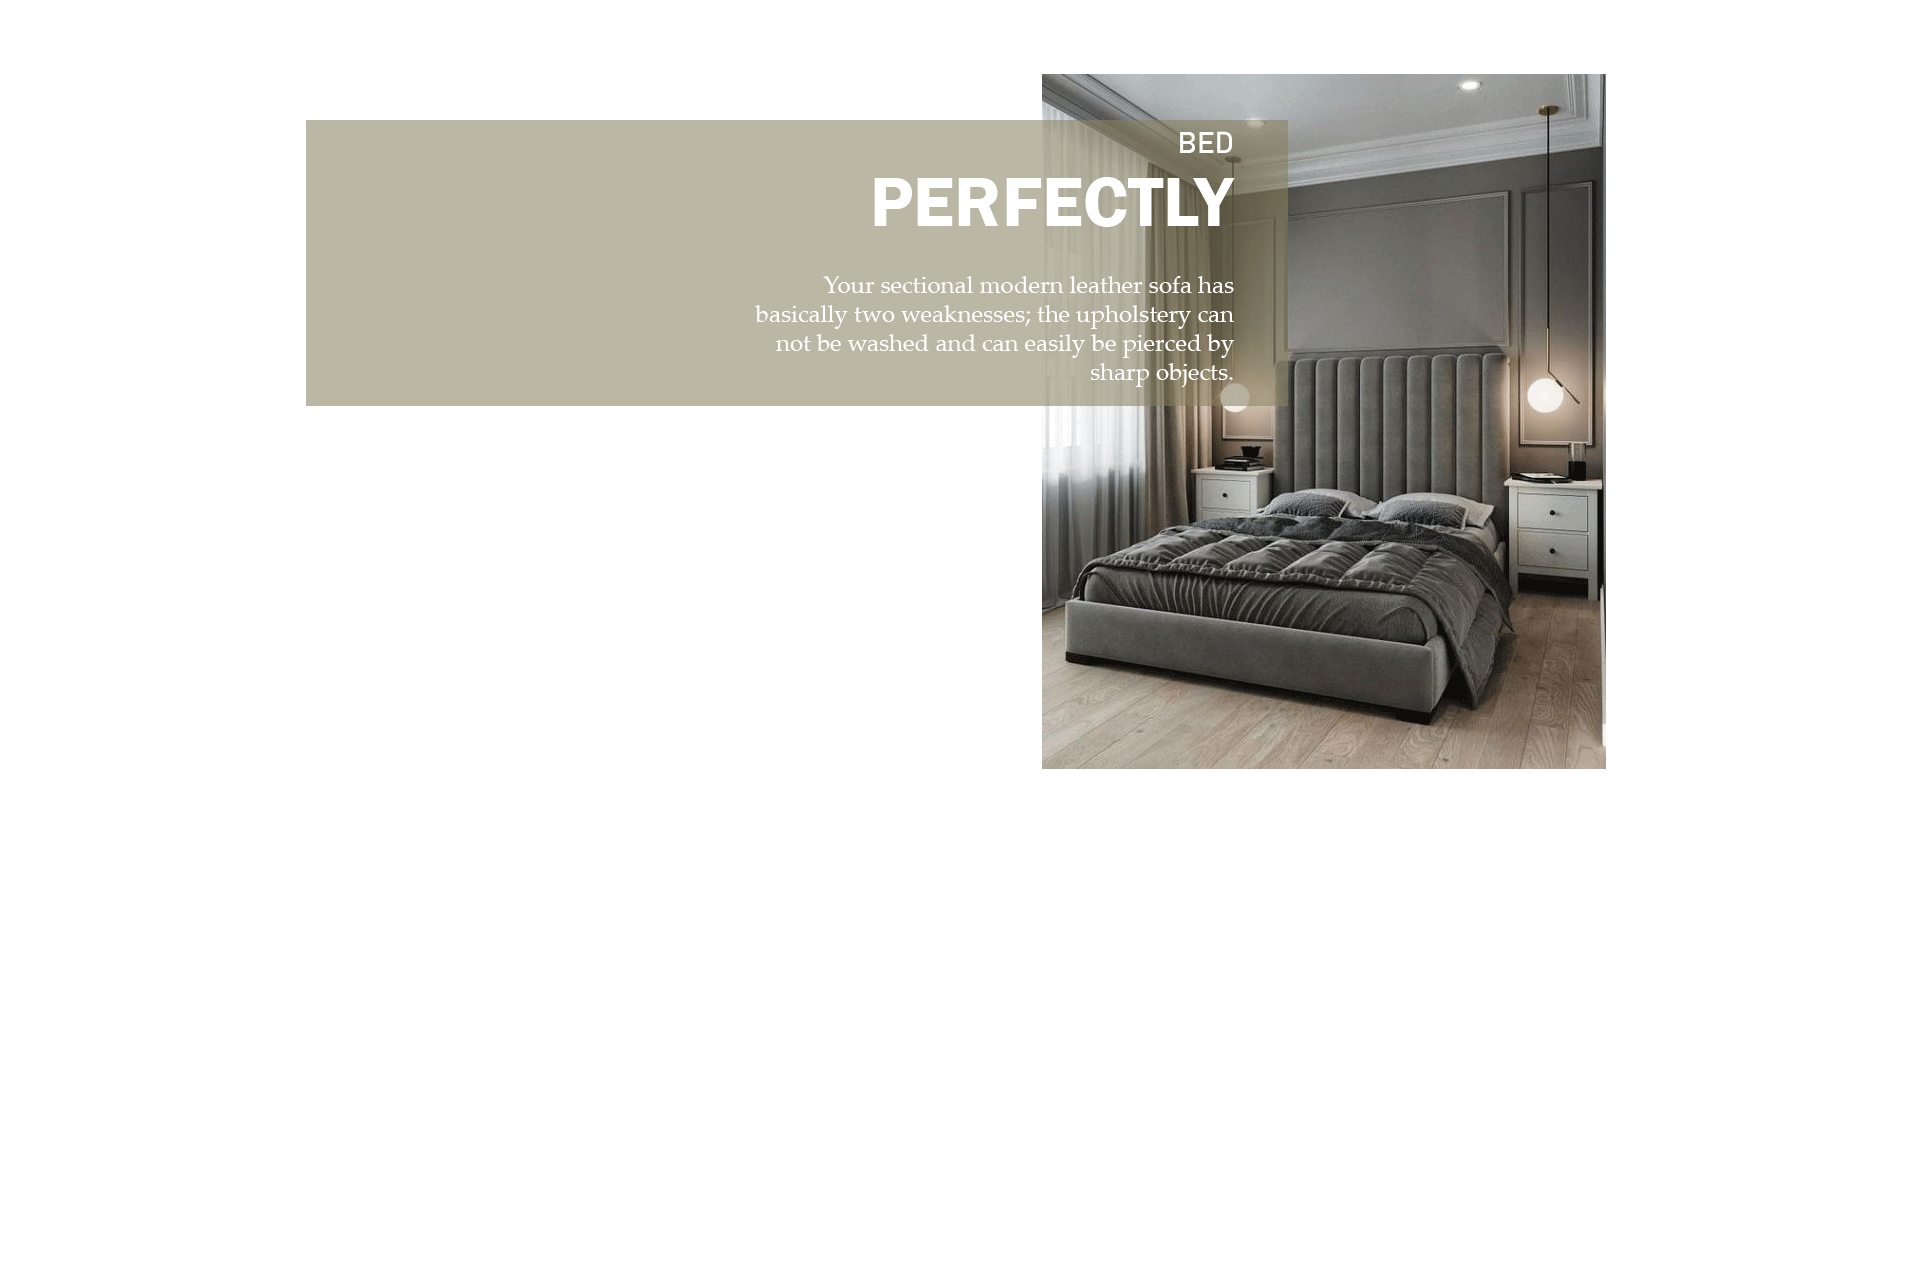 BED
PERFECTLY
Your sectional modern leather sofa has
basically two weaknesses; the upholstery can
not be washed and can easily be pierced by
sharp objects.